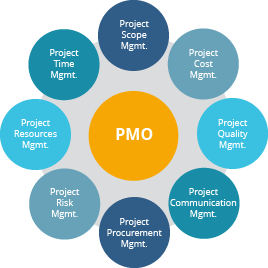 Project
Scope
Mgmt.
Project
Cost
Mgmt.
Project
Quality
Mgmt.
Project
Communication
Mgmt.
Project
Procurement
Mgmt.
Project
Risk
Mgmt.
Project
Resources
Mgmt.
Project
Time
Mgmt.
PMO